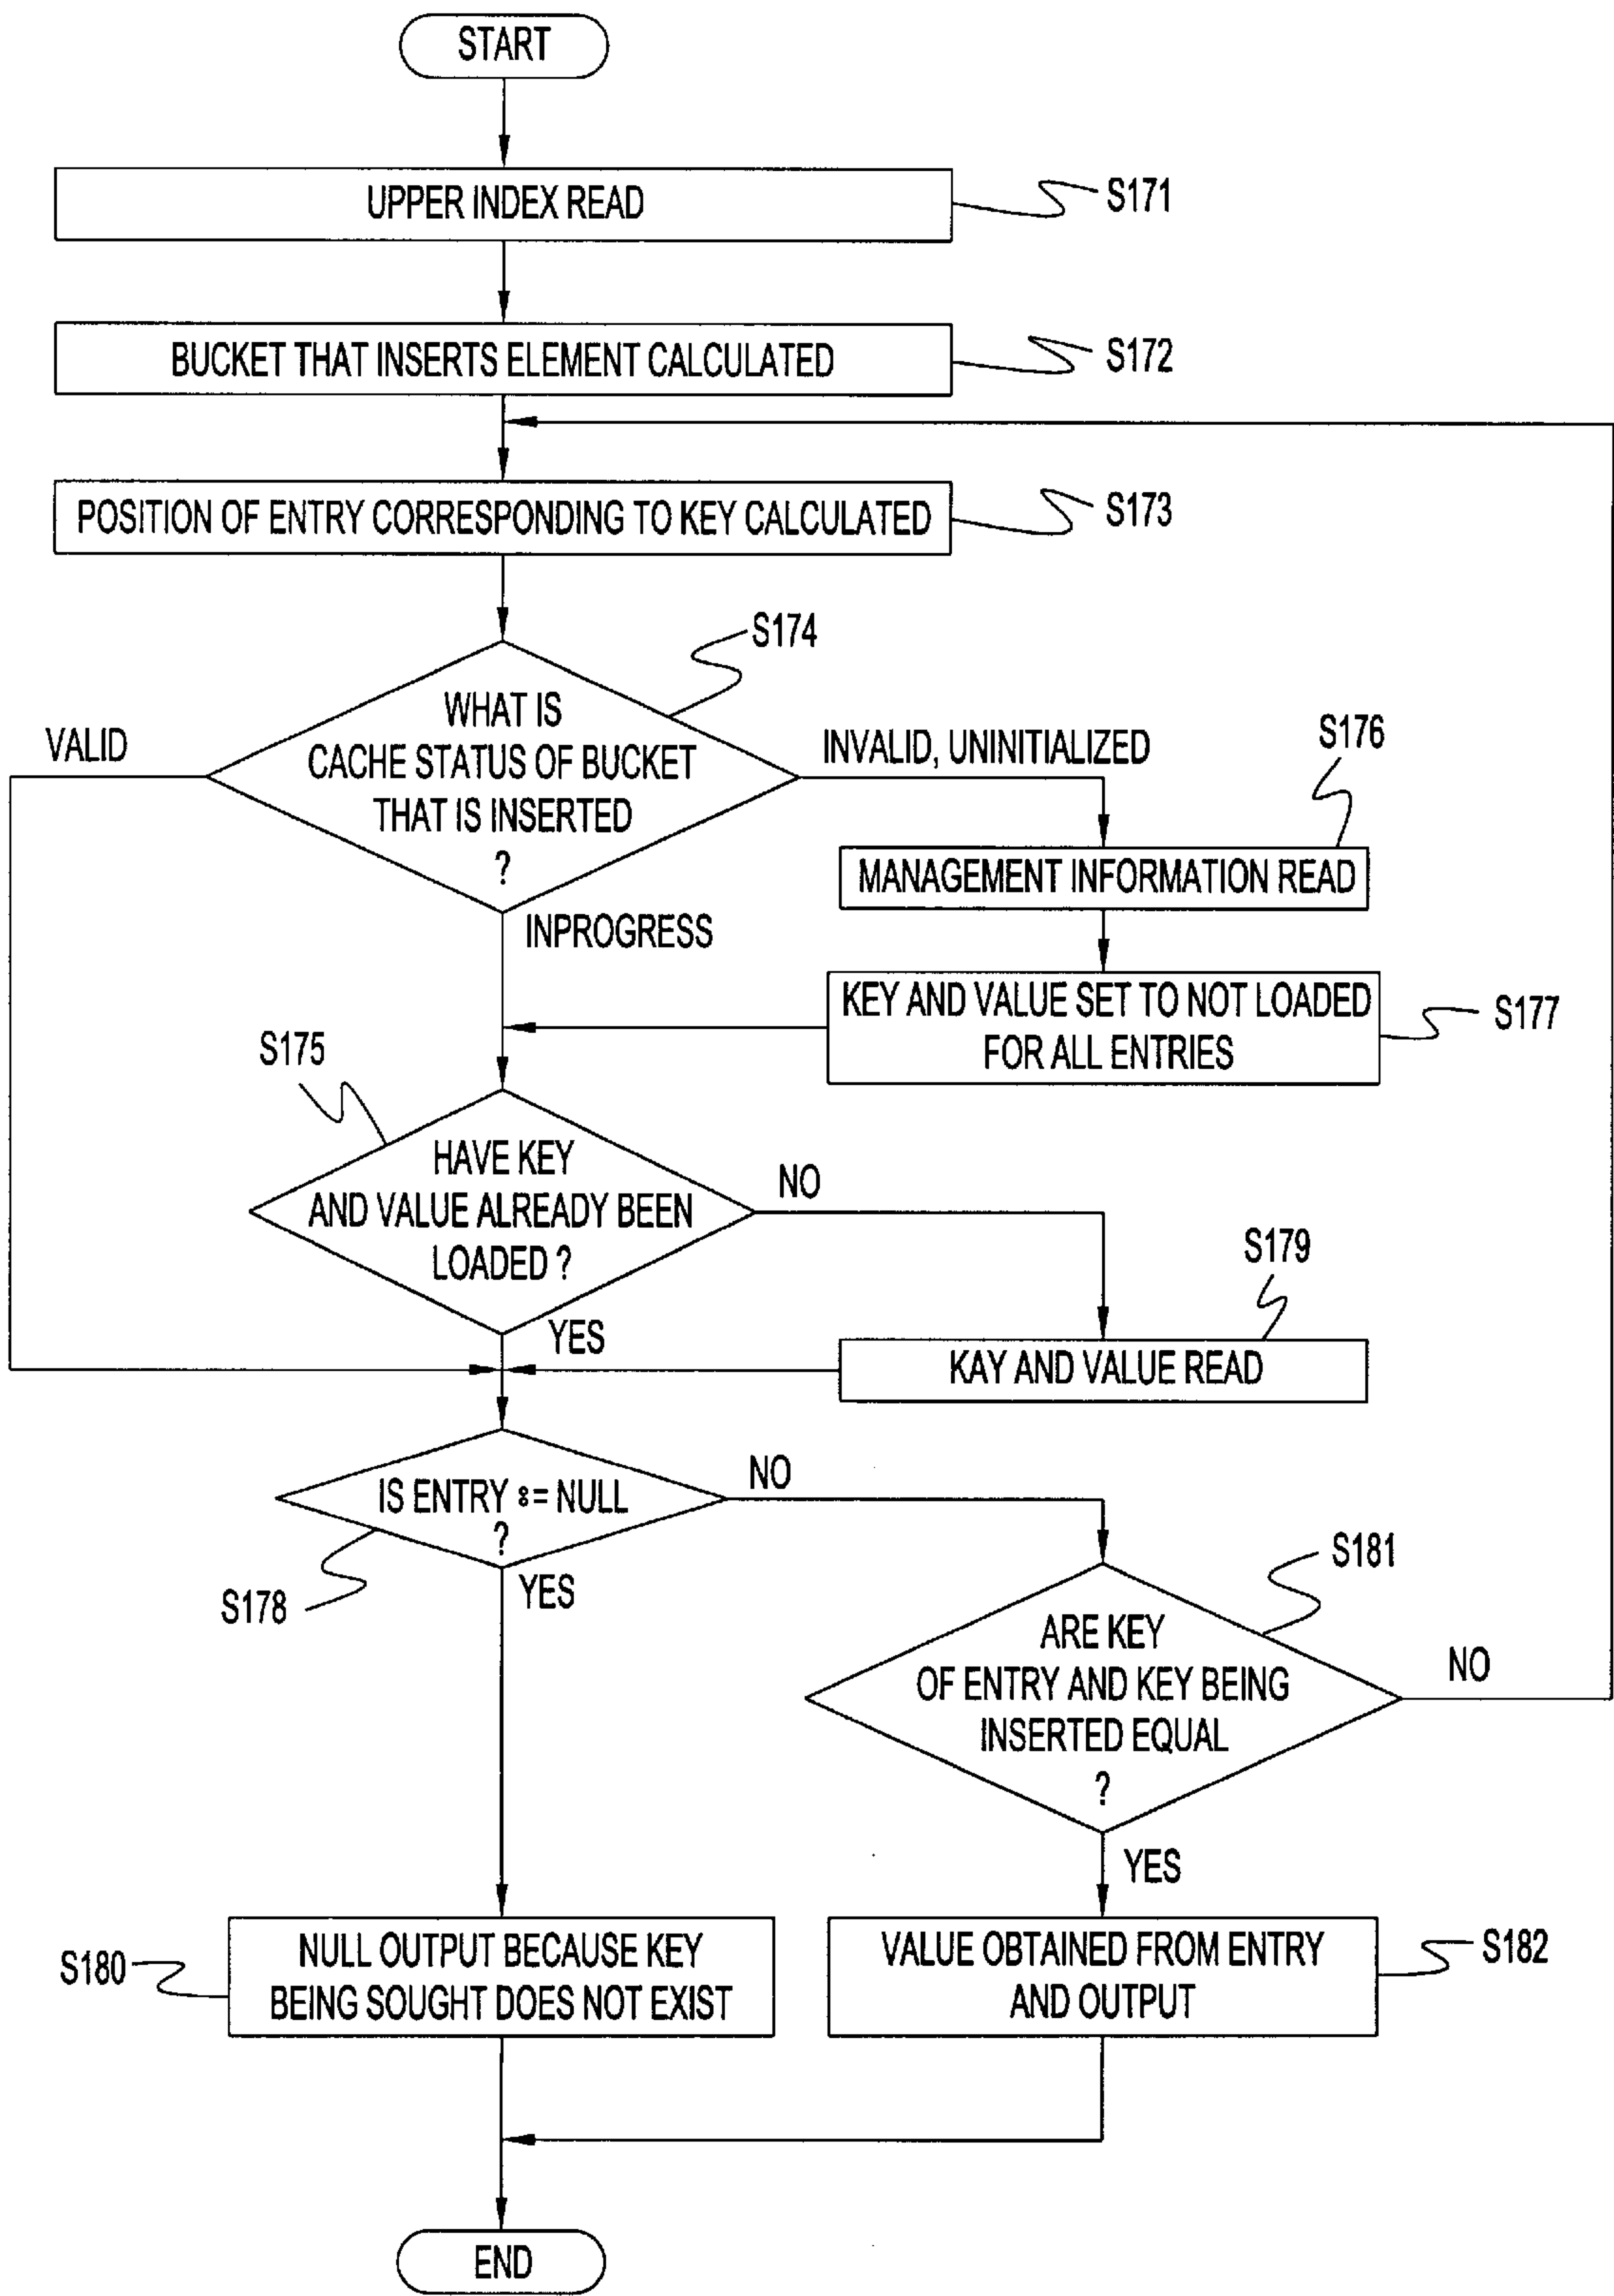 START
UPPER INDEX READ
S171
BUCKET THAT INSERTS ELEMENT CALCULATED
S172
POSITION OF ENTRY CORRESPONDING TO KEY CALCULATED
S173
S174
WHAT IS
CACHE STATUS OF BUCKET
THAT IS INSERTED
?
VALID
INVALID, UNINITIALIZED
S176
MANAGEMENT INFORMATION READ
INPROGRESS
KEY AND VALUE SET TO NOT LOADED
FOR ALL ENTRIES
S177
S175
HAVE KEY
AND VALUE ALREADY BEEN
LOADED ?
NO
S179
YES
KAY AND VALUE READ
IS ENTRY = NULL
?
NO
S178
YES
S181
ARE KEY
OF ENTRY AND KEY BEING
INSERTED EQUAL
?
NO
YES
S180
NULL OUTPUT BECAUSE KEY
BEING SOUGHT DOES NOT EXIST
VALUE OBTAINED FROM ENTRY
AND OUTPUT
S182
END